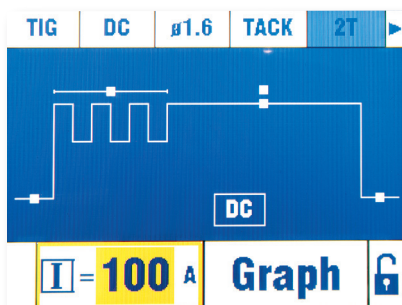 TIG DC ø1.6 TACK 2T
DC
I = 100 A Graph